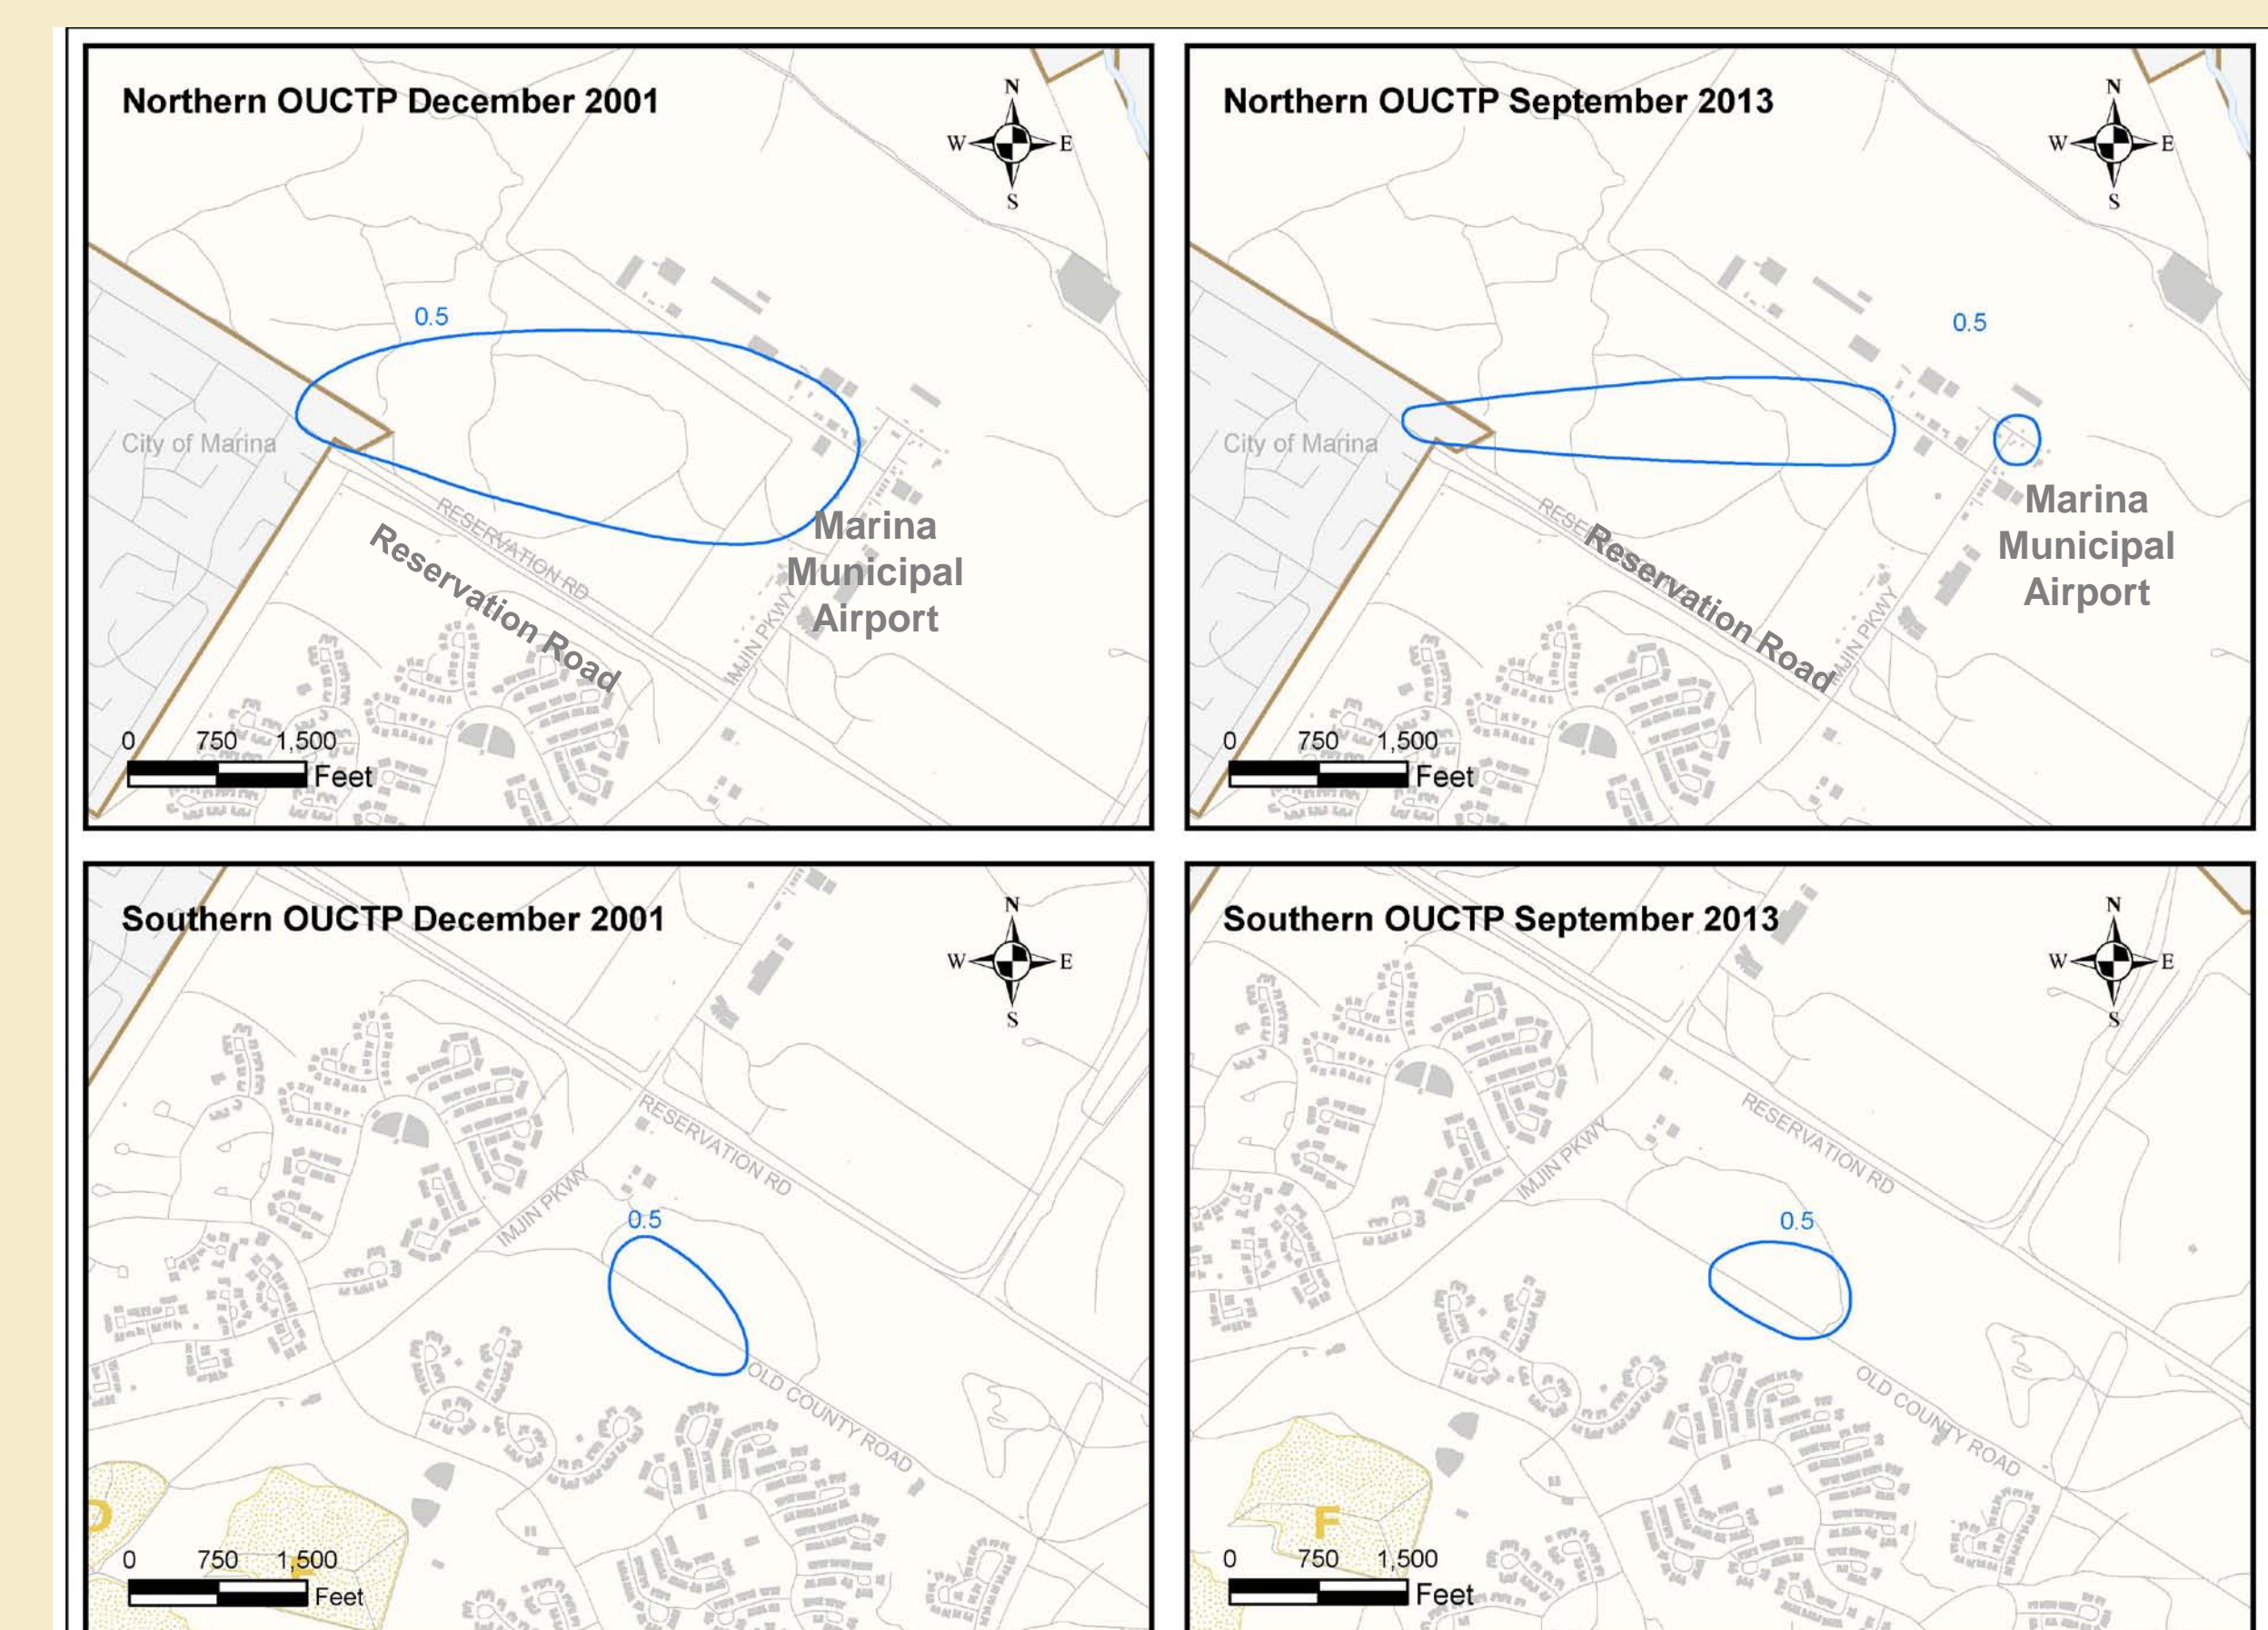 Northern OUCTP December 2001
N
W
E
S
0.5
City of Marina
RESERVATION RD
Reservation Road
Marina
Municipal
Airport
IMJIN PKWY
0 750 1,500
Feet
Northern OUCTP September 2013
N
W
E
S
0.5
City of Marina
Reservation Road
Marina
Municipal
Airport
IMJIN PKWY
0 750 1,500
Feet
Southern OUCTP December 2001
N
W
E
S
RESERVATION RD
IMJIN PKWY
0.5
OLD COUNTY ROAD
D
F
0 750 1,500
Feet
Southern OUCTP September 2013
N
W
E
S
RESERVATION RD
IMJIN PKWY
0.5
OLD COUNTY ROAD
F
0 750 1,500
Feet